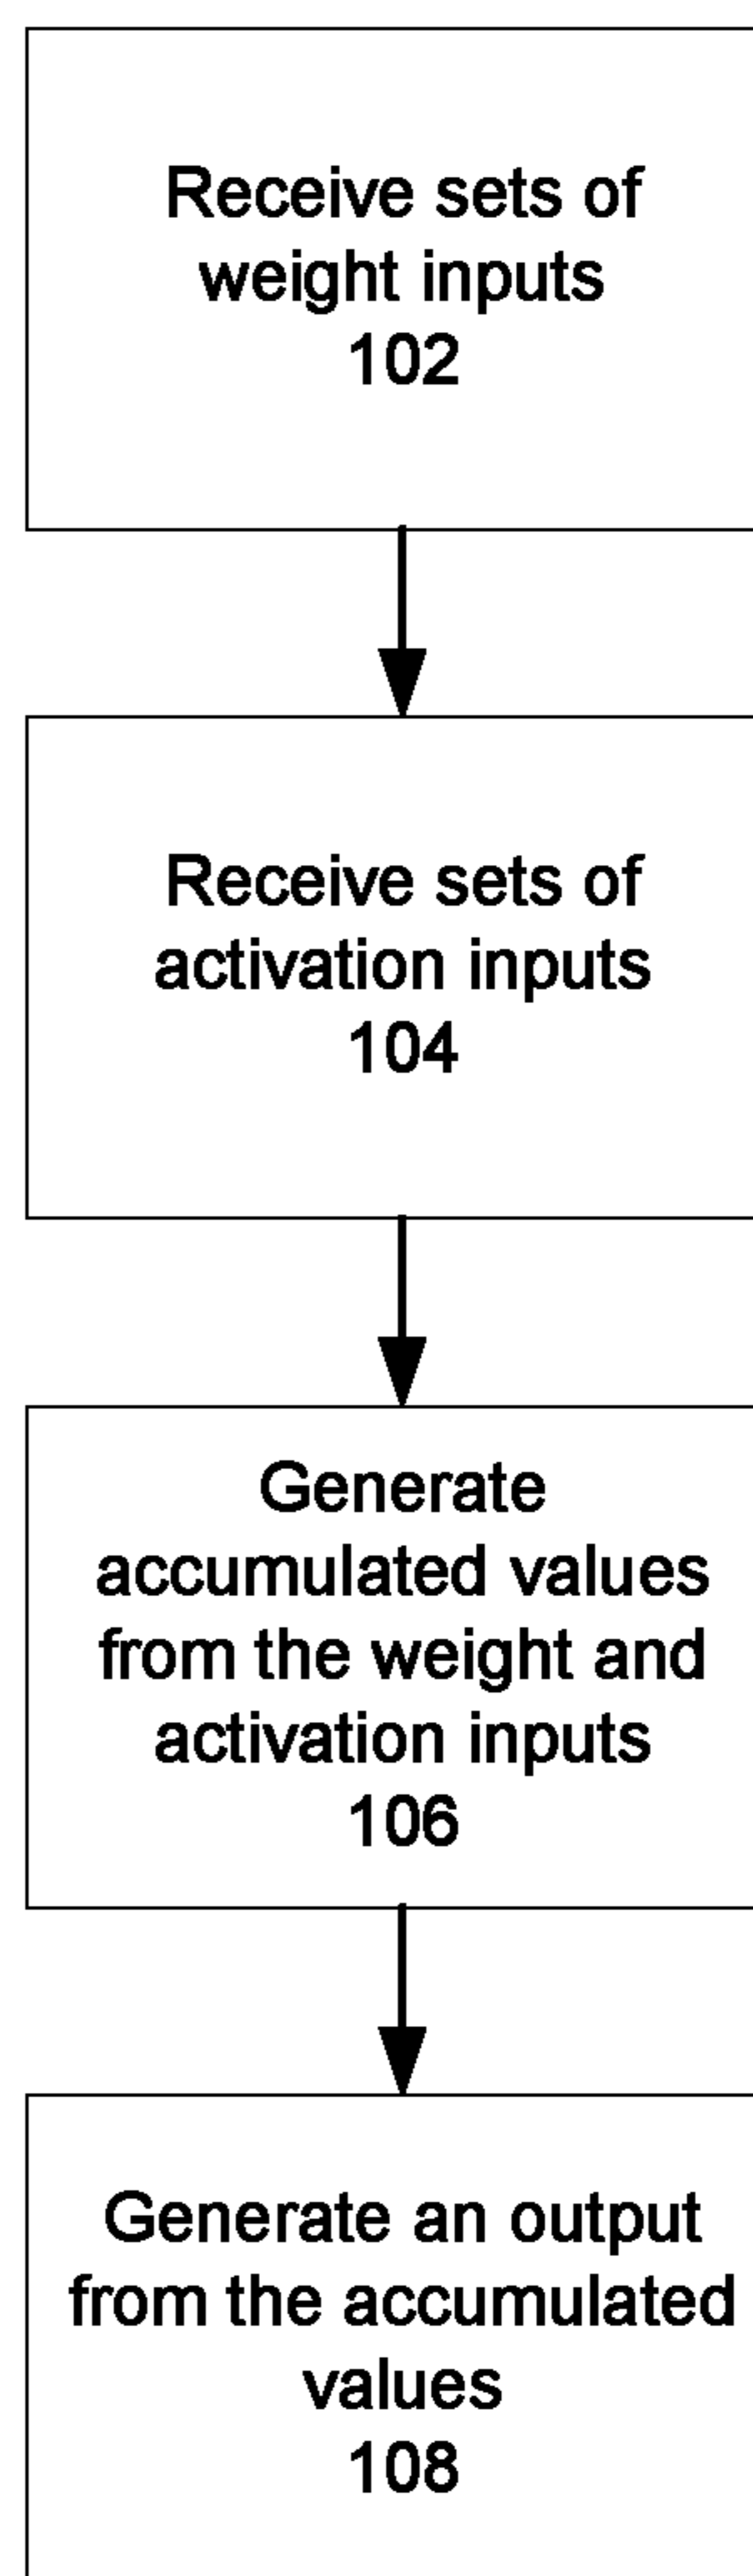 Receive sets of
weight inputs
102
Receive sets of
activation inputs
104
Generate
accumulated values
from the weight and
activation inputs
106
Generate an output
from the accumulated
values
108